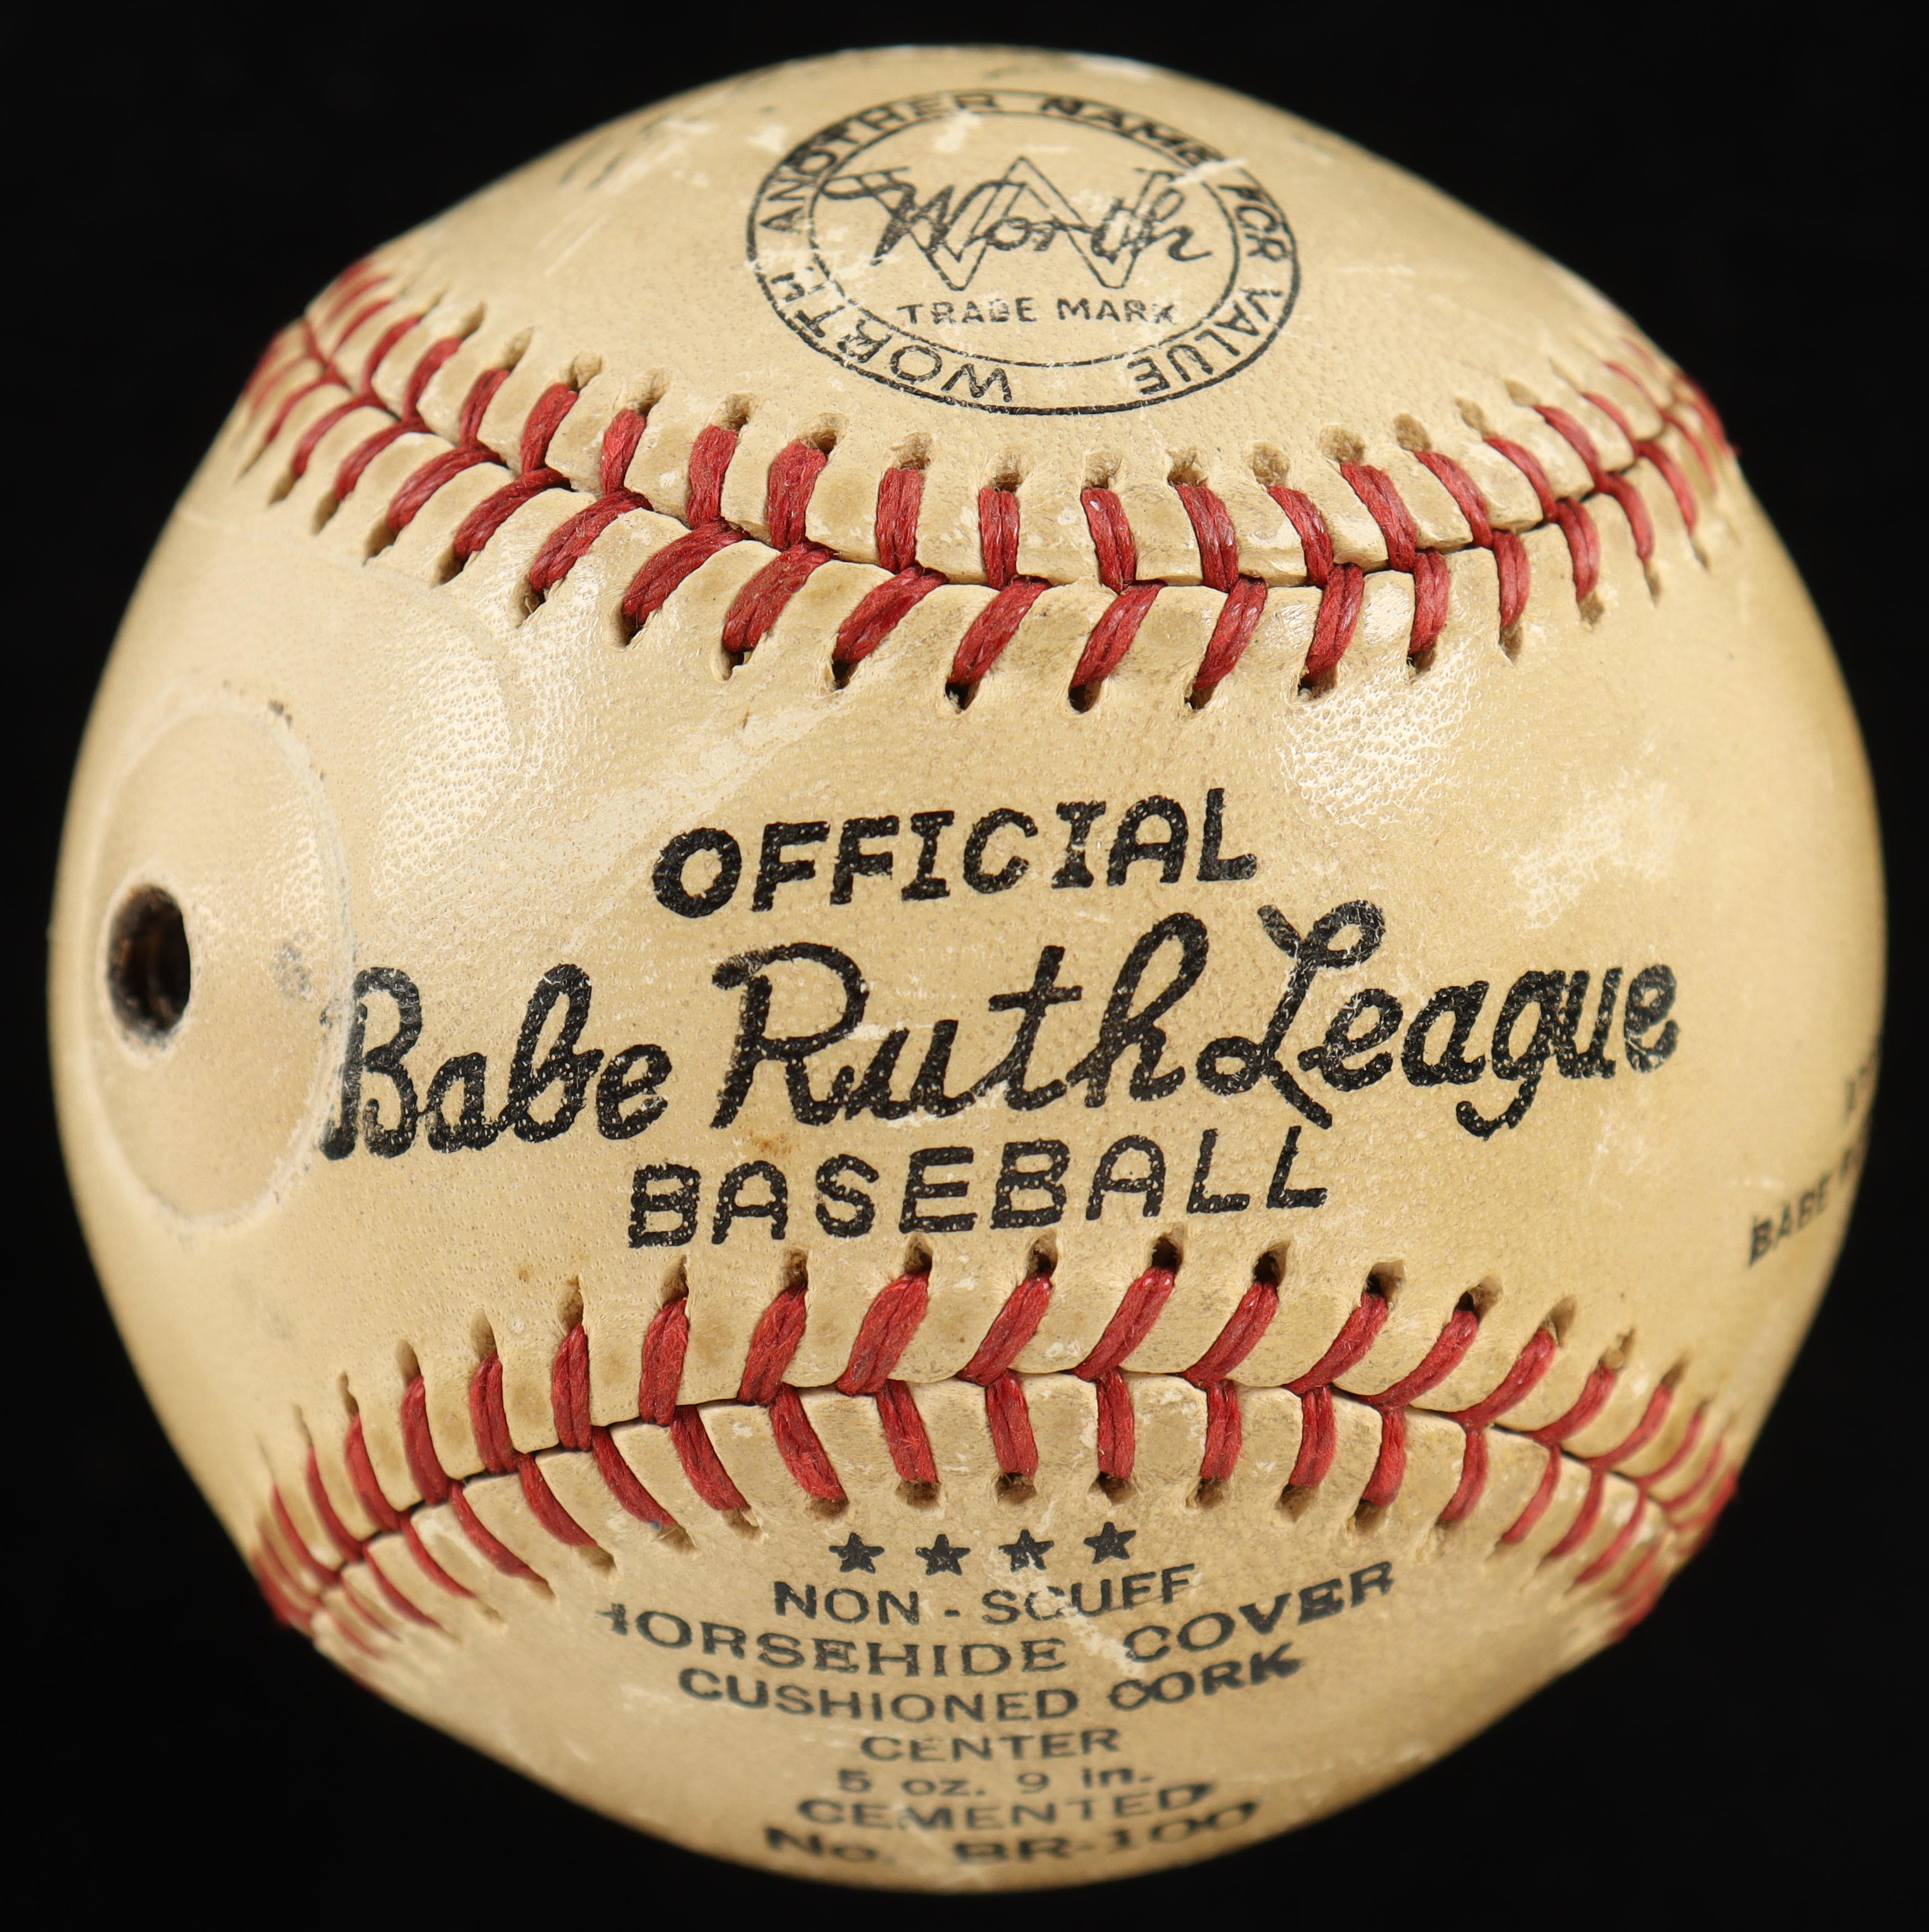 WORTH ANOTHER NAME FOR VALUE
Worth
TRADE MARK
OFFICIAL
Babe Ruth League
BASEBALL
BABE
★ ★ ★ ★
NON-SCUFF
HORSEHIDE COVER
CUSHIONED CORK
CENTER
5 oz. 9 in.
CEMENTED
No. BR-100